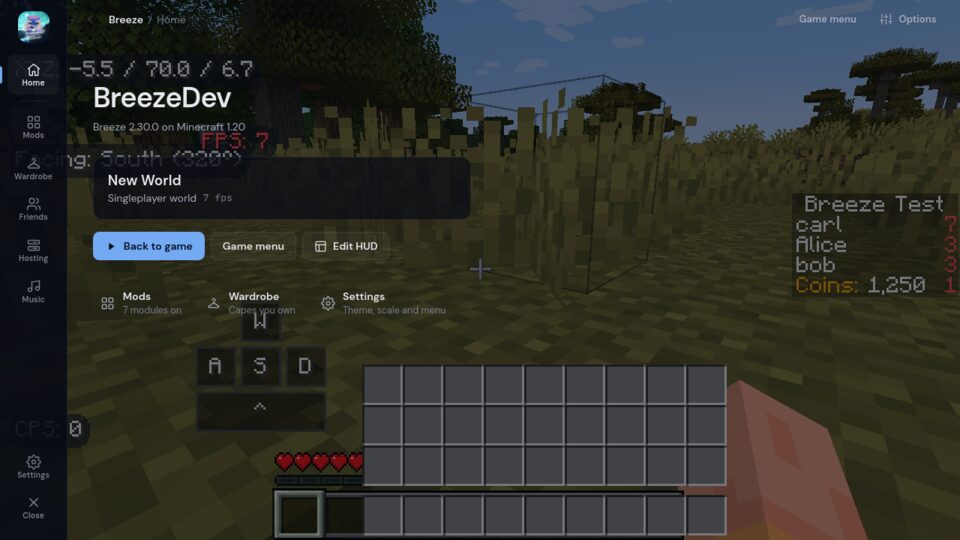 Breeze / Home
Game menu
Options
XYZ: -5.5 / 70.0 / 6.7
Home
BreezeDev
Breeze 2.30.0 on Minecraft 1.20
Mods
FPS: 7
Facing: South (320°)
Wardrobe
New World
Singleplayer world 7 fps
Friends
Breeze Test
carl 7
Alice 3
bob 3
Coins: 1,250 1
Hosting
Back to game
Game menu
Edit HUD
Music
Mods
7 modules on
Wardrobe
Capes you own
Settings
Theme, scale and menu
W
A S D
^
CPS: 0
Settings
Close